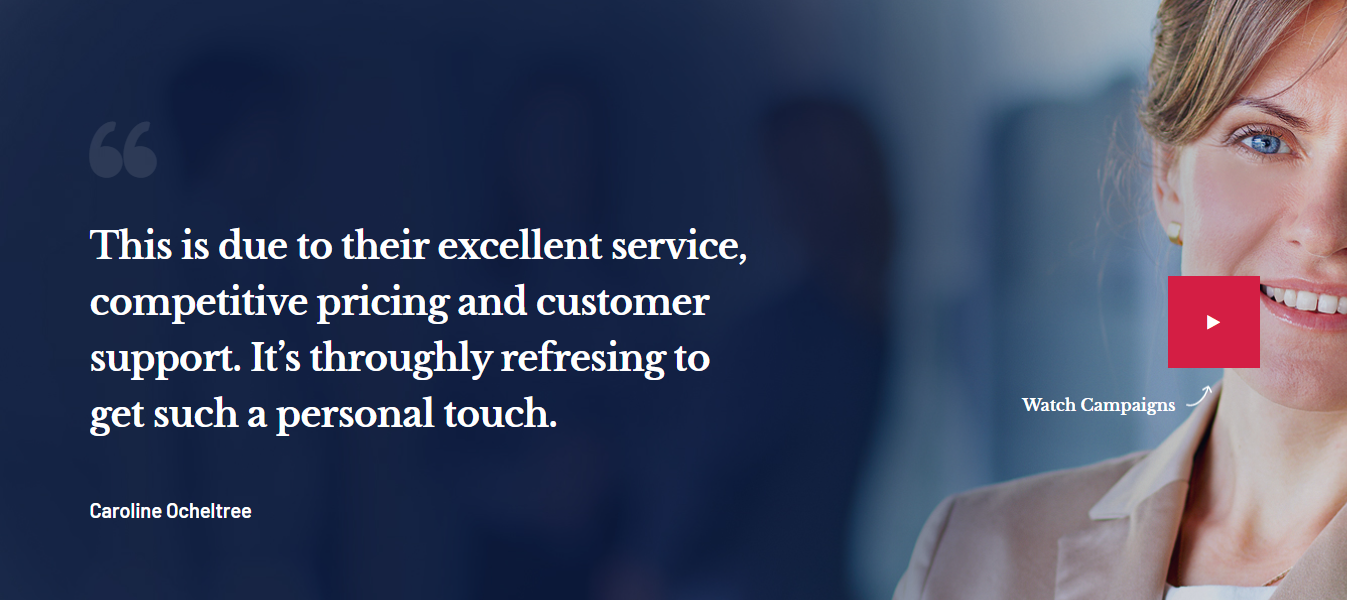 “
This is due to their excellent service,
competitive pricing and customer
support. It’s throughly refresing to
get such a personal touch.
Watch Campaigns
Caroline Ocheltree